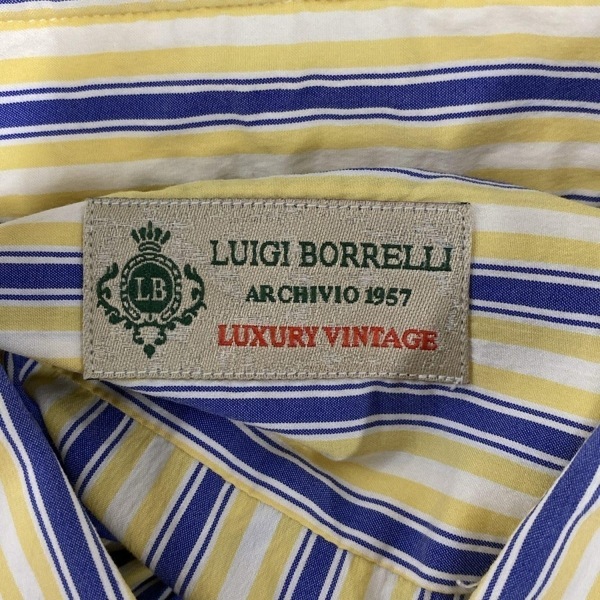 LB
LUIGI BORRELLI
ARCHIVIO 1957
LUXURY VINTAGE